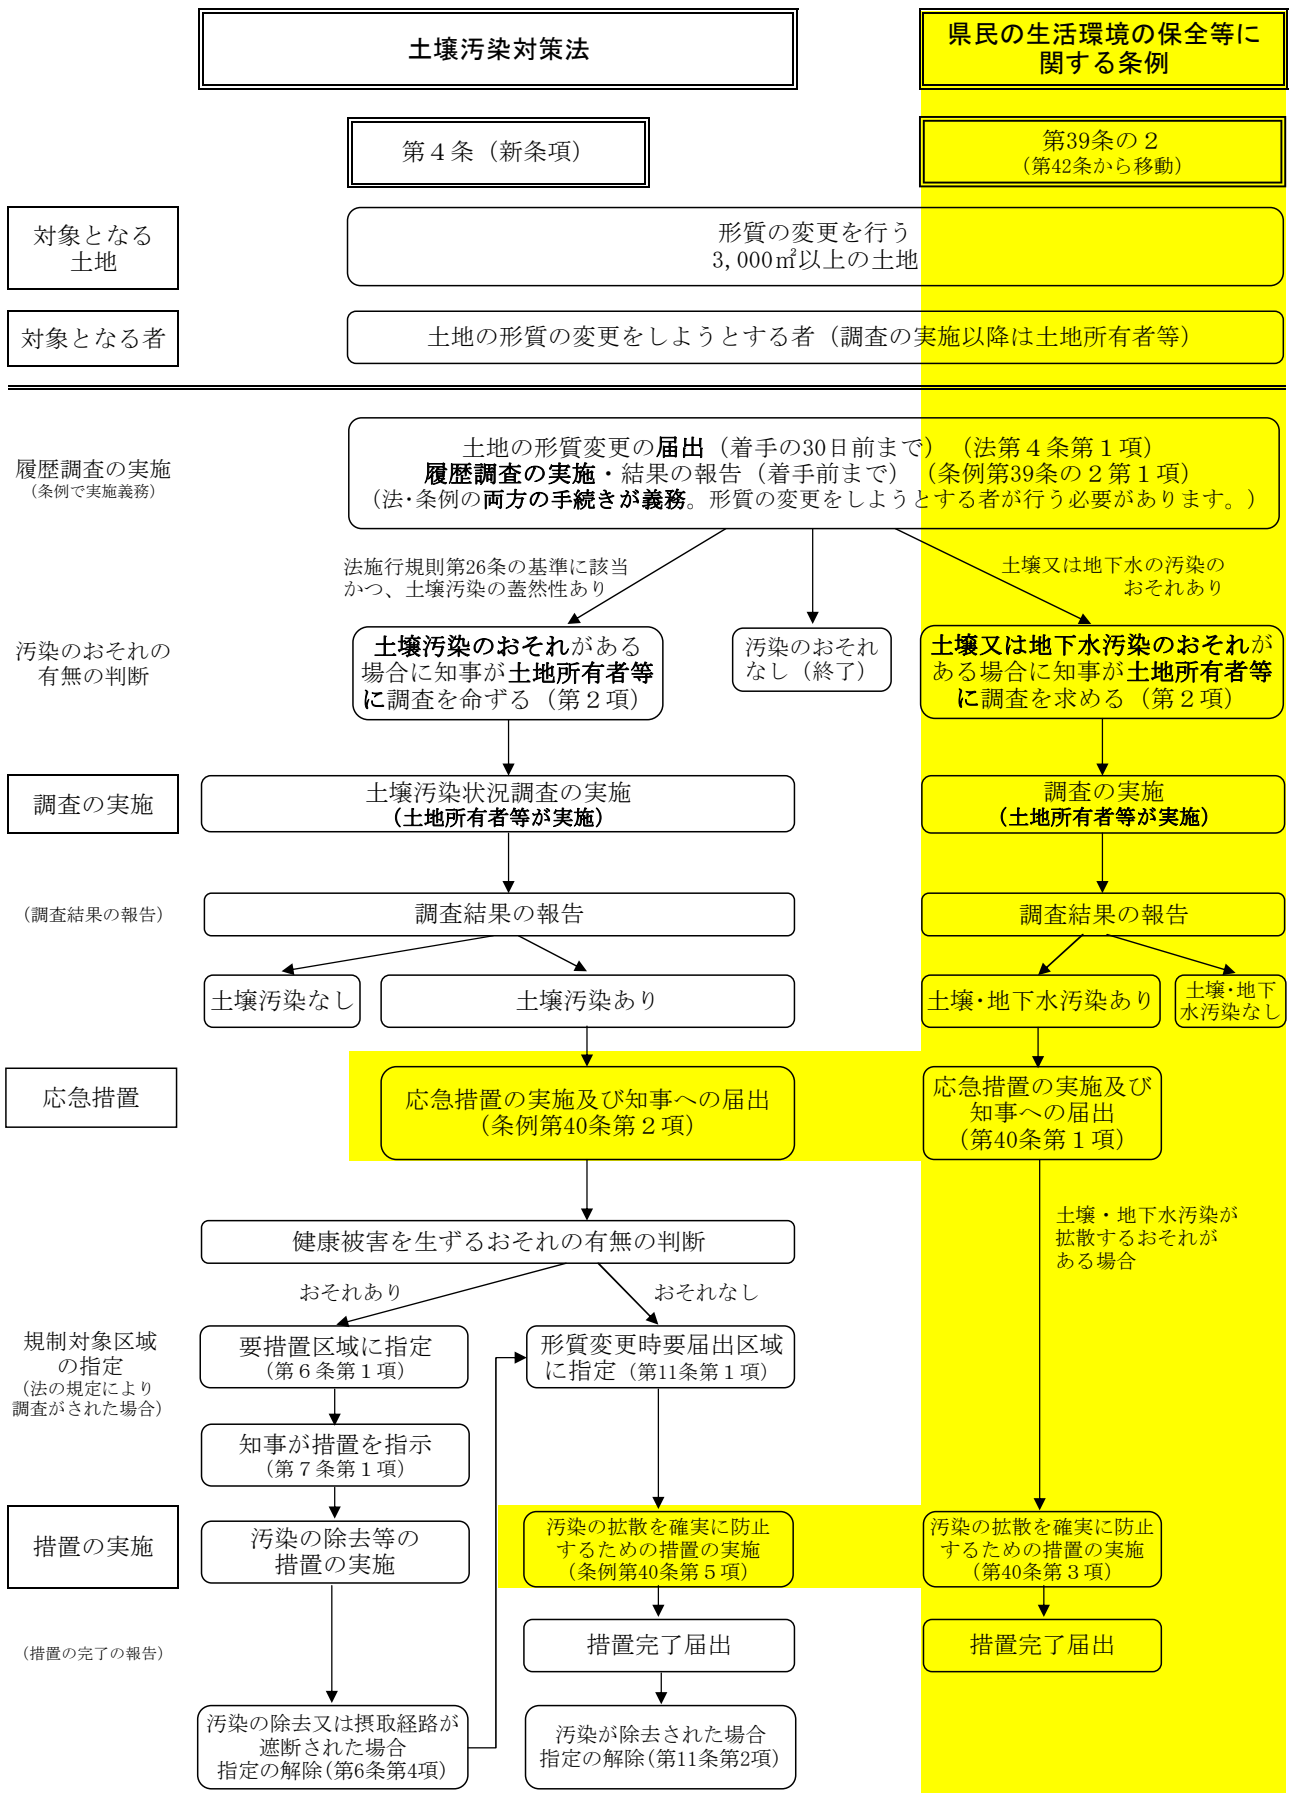 土壌汚染対策法
県民の生活環境の保全等に
関する条例
第４条（新条項）
第39条の２
（第42条から移動）
対象となる
土地
形質の変更を行う
3,000㎡以上の土地
対象となる者
土地の形質の変更をしようとする者（調査の実施以降は土地所有者等）
履歴調査の実施
（条例で実施義務）
土地の形質変更の届出（着手の30日前まで）（法第４条第１項）
履歴調査の実施・結果の報告（着手前まで）（条例第39条の２第１項）
（法・条例の両方の手続きが義務。形質の変更をしようとする者が行う必要があります。）
法施行規則第26条の基準に該当
かつ、土壌汚染の蓋然性あり
土壌又は地下水の汚染の
おそれあり
汚染のおそれの
有無の判断
土壌汚染のおそれがある
場合に知事が土地所有者等
に調査を命ずる（第２項）
汚染のおそれ
なし（終了）
土壌又は地下水汚染のおそれが
ある場合に知事が土地所有者等
に調査を求める（第２項）
調査の実施
土壌汚染状況調査の実施
（土地所有者等が実施）
調査の実施
（土地所有者等が実施）
（調査結果の報告）
調査結果の報告
調査結果の報告
土壌汚染なし
土壌汚染あり
土壌・地下水汚染あり
土壌・地下
水汚染なし
応急措置
応急措置の実施及び知事への届出
（条例第40条第２項）
応急措置の実施及び
知事への届出
（第40条第１項）
健康被害を生ずるおそれの有無の判断
土壌・地下水汚染が
拡散するおそれが
ある場合
おそれあり
おそれなし
規制対象区域
の指定
（法の規定により
調査がされた場合）
要措置区域に指定
（第６条第１項）
形質変更時要届出区域
に指定（第11条第１項）
知事が措置を指示
（第７条第１項）
措置の実施
汚染の除去等の
措置の実施
汚染の拡散を確実に防止
するための措置の実施
（条例第40条第５項）
汚染の拡散を確実に防止
するための措置の実施
（第40条第３項）
（措置の完了の報告）
措置完了届出
措置完了届出
汚染の除去又は摂取経路が
遮断された場合
指定の解除(第6条第4項)
汚染が除去された場合
指定の解除(第11条第2項)